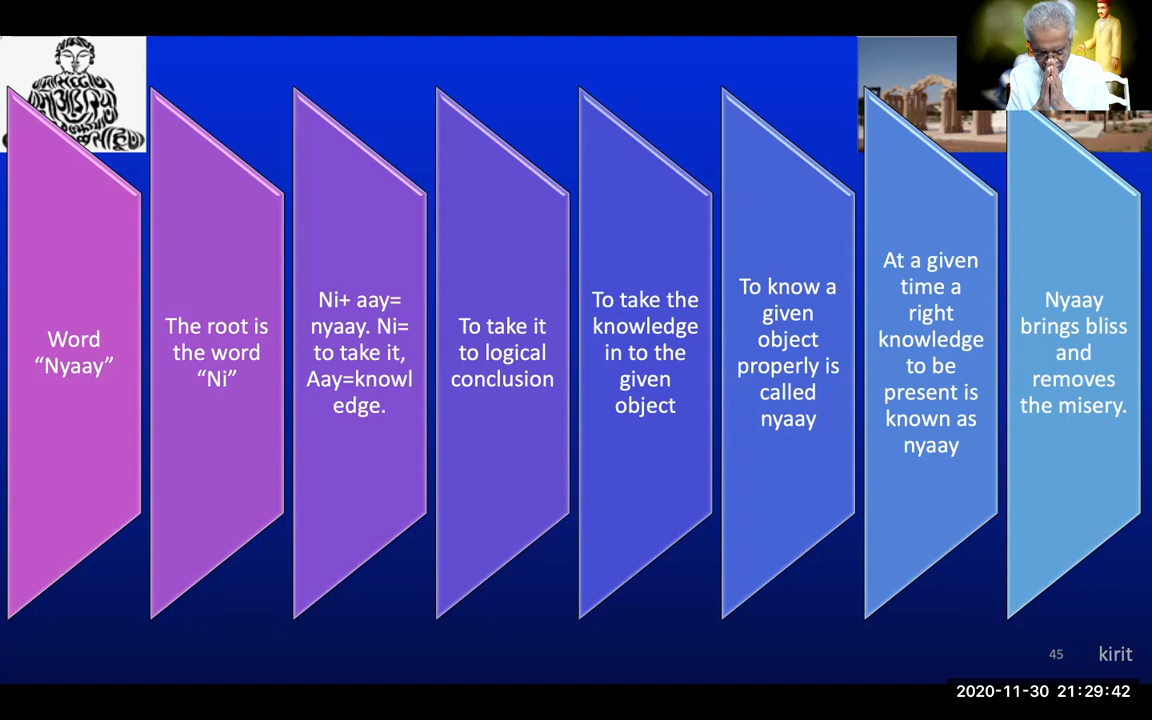 Word
“Nyaay”
The root is
the word
“Ni”
Ni+ aay=
nyaay. Ni=
to take it,
Aay=knowl
edge.
To take it
to logical
conclusion
To take the
knowledge
in to the
given
object
To know a
given
object
properly is
called
nyaay
At a given
time a
right
knowledge
to be
present is
known as
nyaay
Nyaay
brings bliss
and
removes
the misery.
45
kirit
2020-11-30 21:29:42